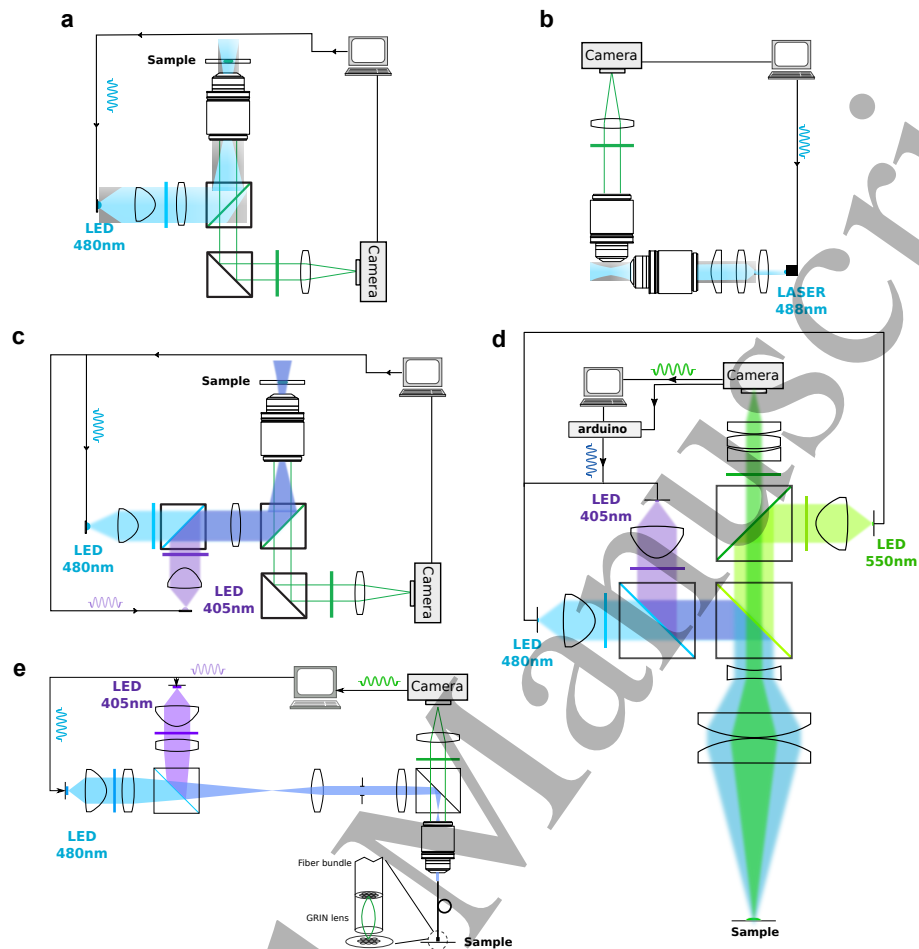 a
Sample
LED
480nm
Camera
b
Camera
LASER
488nm
c
Sample
LED
480nm
LED
405nm
Camera
d
Camera
arduino
LED
405nm
LED
550nm
LED
480nm
Sample
e
LED
405nm
Camera
LED
480nm
Fiber bundle
GRIN lens
Sample
Manuscri